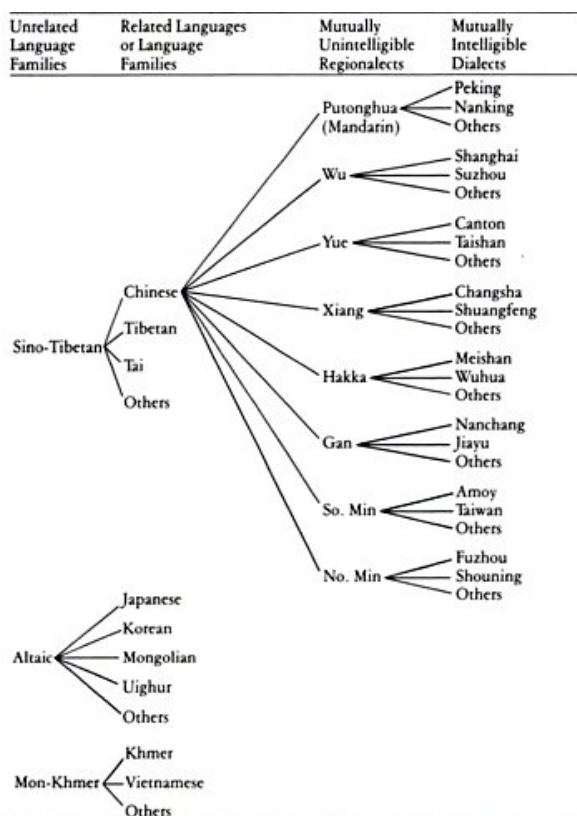 Unrelated Related Languages Mutually Mutually
Language or Language Unintelligible Intelligible
Families Families Regionalects Dialects
Peking
Putonghua Nanking
(Mandarin) Others
Shanghai
Wu Suzhou
Others
Canton
Yue Taishan
Others
Chinese Changsha
Xiang Shuangfeng
Tibetan Others
Sino-Tibetan
Tai Meishan
Hakka Wuhua
Others Others
Nanchang
Gan Jiayu
Others
Amoy
So. Min Taiwan
Others
Fuzhou
No. Min Shouning
Others
Japanese
Korean
Altaic Mongolian
Uighur
Others
Khmer
Mon-Khmer Vietnamese
Others